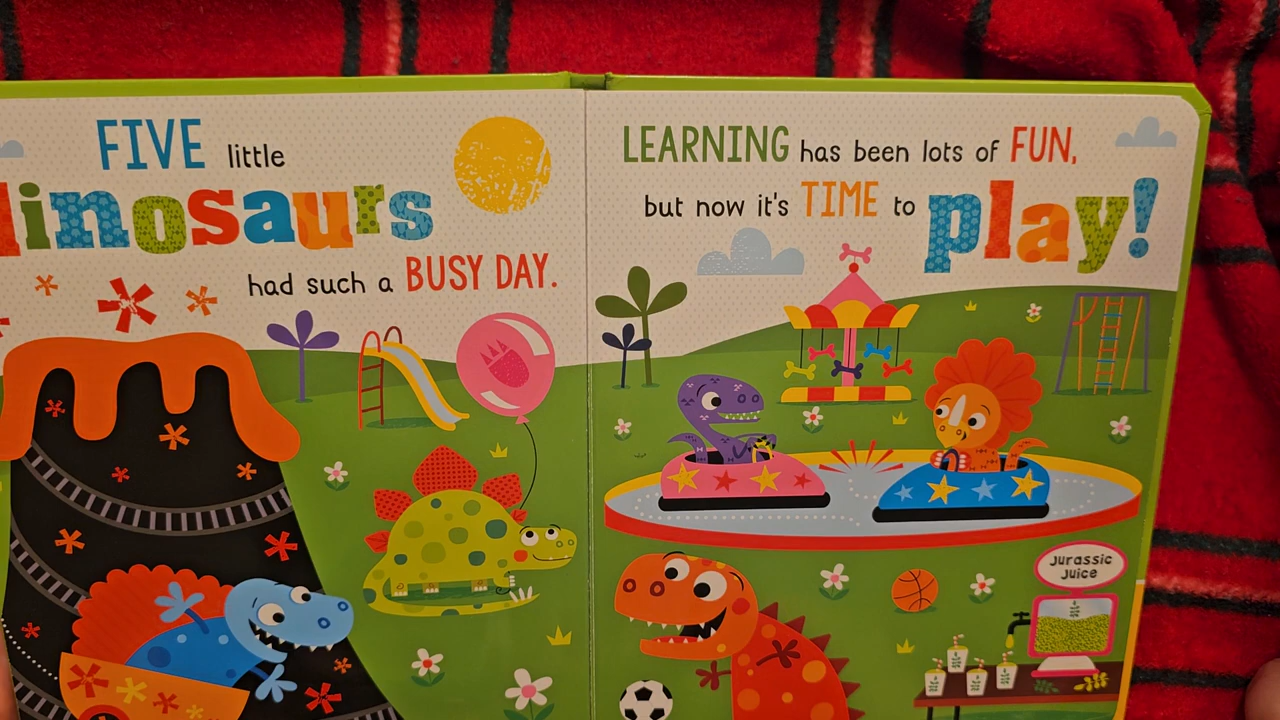 FIVE little
dinosaurs
had such a BUSY DAY.
LEARNING has been lots of FUN,
but now it's TIME to play!
Jurassic
Juice